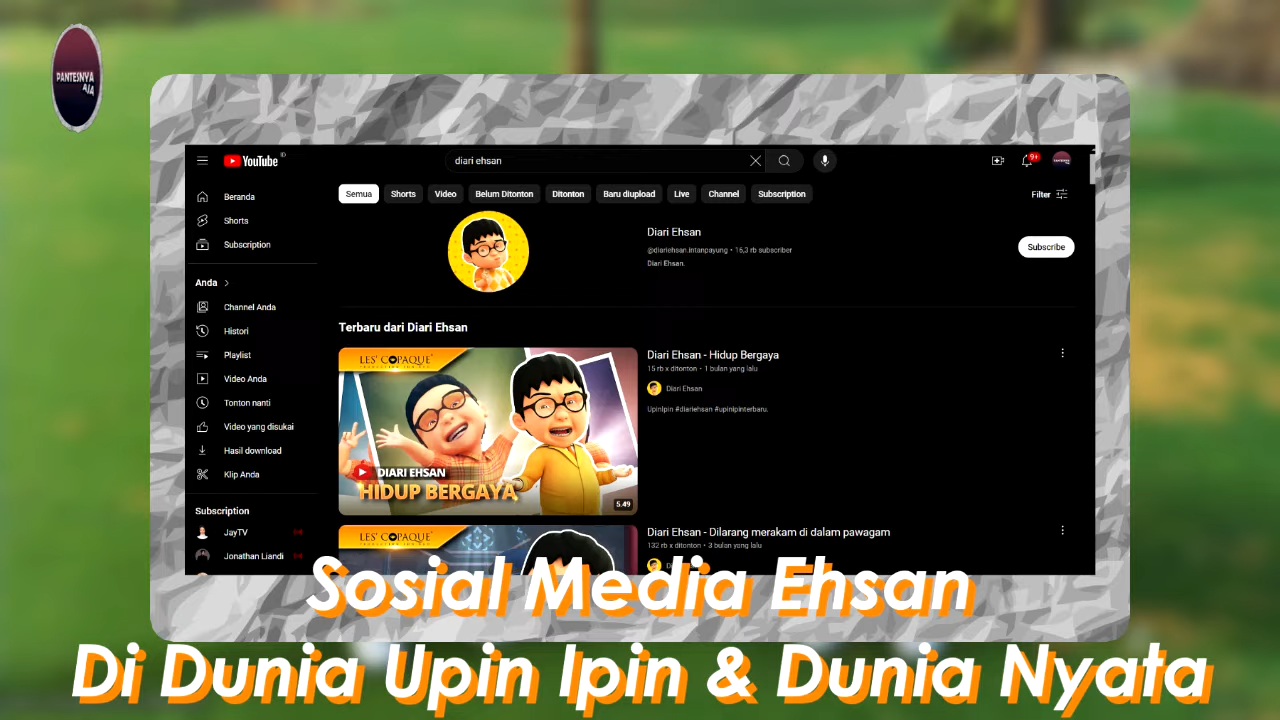 PANTESNYA
AJA
YouTube ID
diari ehsan
9+
Semua
Shorts
Video
Belum Ditonton
Ditonton
Baru diupload
Live
Channel
Subscription
Filter
Beranda
Shorts
Subscription
Anda
Channel Anda
Histori
Playlist
Video Anda
Tonton nanti
Video yang disukai
Hasil download
Klip Anda
Subscription
JayTV
Jonathan Liandi
Diari Ehsan
@diariehsan.intanpayung • 15,3 rb subscriber
Diari Ehsan.
Subscribe
Terbaru dari Diari Ehsan
LES' COPAQUE
DIARI EHSAN
HIDUP BERGAYA
5.49
Diari Ehsan - Hidup Bergaya
15 rb x ditonton • 1 bulan yang lalu
Diari Ehsan
UpinIpin #diariehsan #upinipinterbaru.
LES' COPAQUE
Diari Ehsan - Dilarang merakam di dalam pawagam
132 rb x ditonton • 3 bulan yang lalu
Sosial Media Ehsan
Di Dunia Upin Ipin & Dunia Nyata